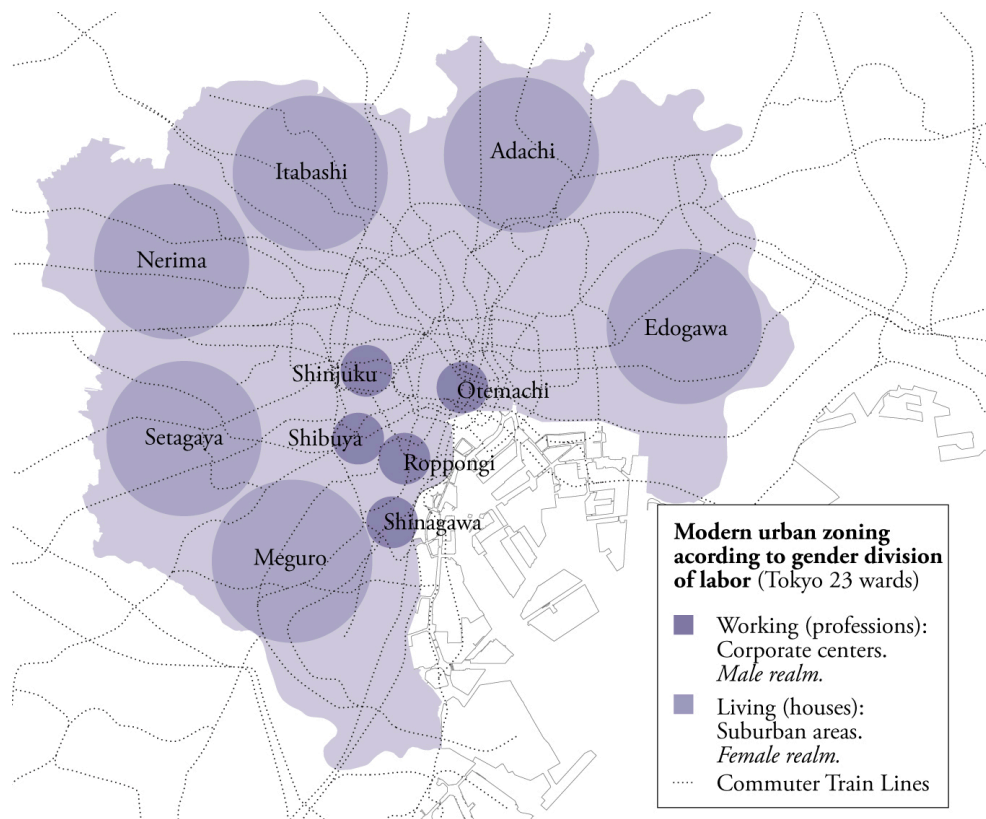 Itabashi
Adachi
Nerima
Edogawa
Shinjuku
Otemachi
Setagaya
Shibuya
Roppongi
Shinagawa
Meguro
Modern urban zoning
acording to gender division
of labor (Tokyo 23 wards)
Working (professions):
Corporate centers.
Male realm.
Living (houses):
Suburban areas.
Female realm.
Commuter Train Lines